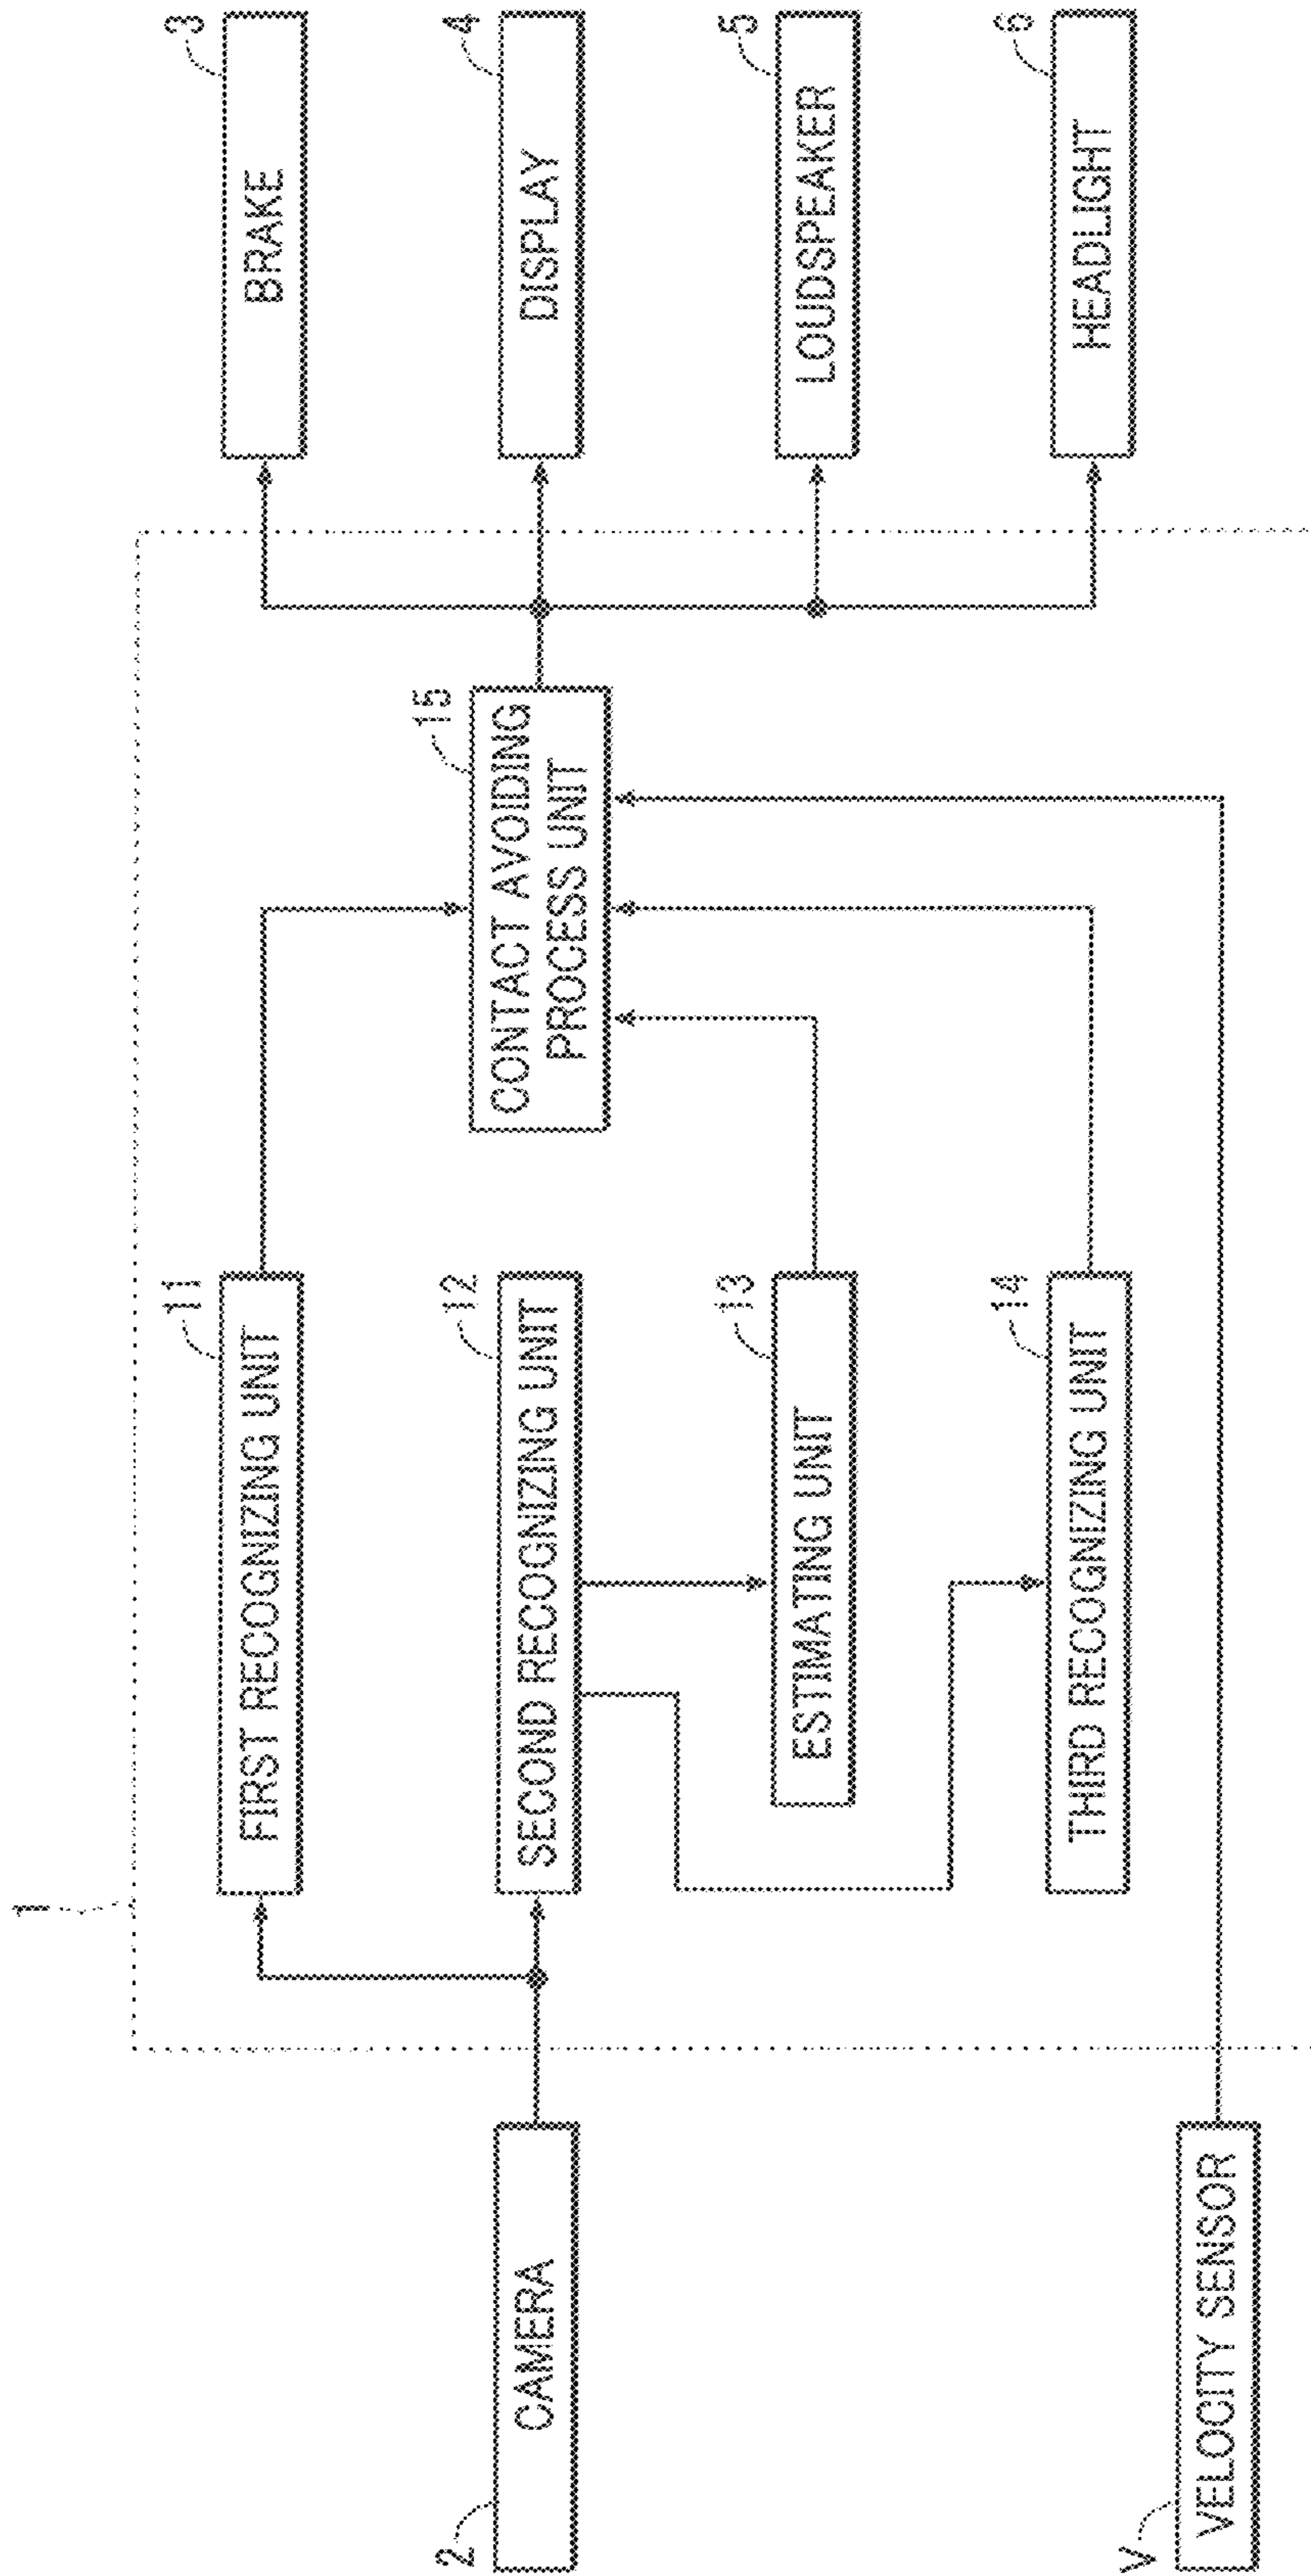 1
2
CAMERA
V
VELOCITY SENSOR
11
FIRST RECOGNIZING UNIT
12
SECOND RECOGNIZING UNIT
13
ESTIMATING UNIT
14
THIRD RECOGNIZING UNIT
15
CONTACT AVOIDING
PROCESS UNIT
3
BRAKE
4
DISPLAY
5
LOUDSPEAKER
6
HEADLIGHT